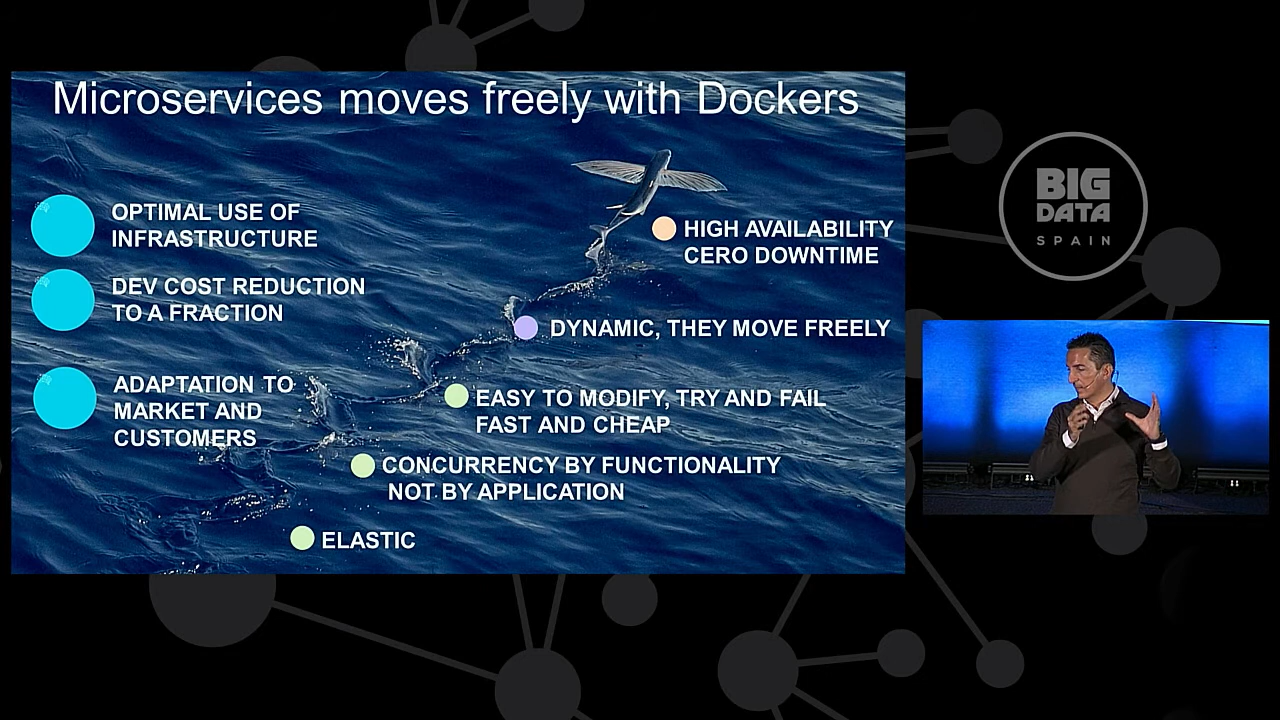 Microservices moves freely with Dockers
OPTIMAL USE OF
INFRASTRUCTURE
DEV COST REDUCTION
TO A FRACTION
ADAPTATION TO
MARKET AND
CUSTOMERS
HIGH AVAILABILITY
CERO DOWNTIME
DYNAMIC, THEY MOVE FREELY
EASY TO MODIFY, TRY AND FAIL
FAST AND CHEAP
CONCURRENCY BY FUNCTIONALITY
NOT BY APPLICATION
ELASTIC
BIG
DATA
SPAIN